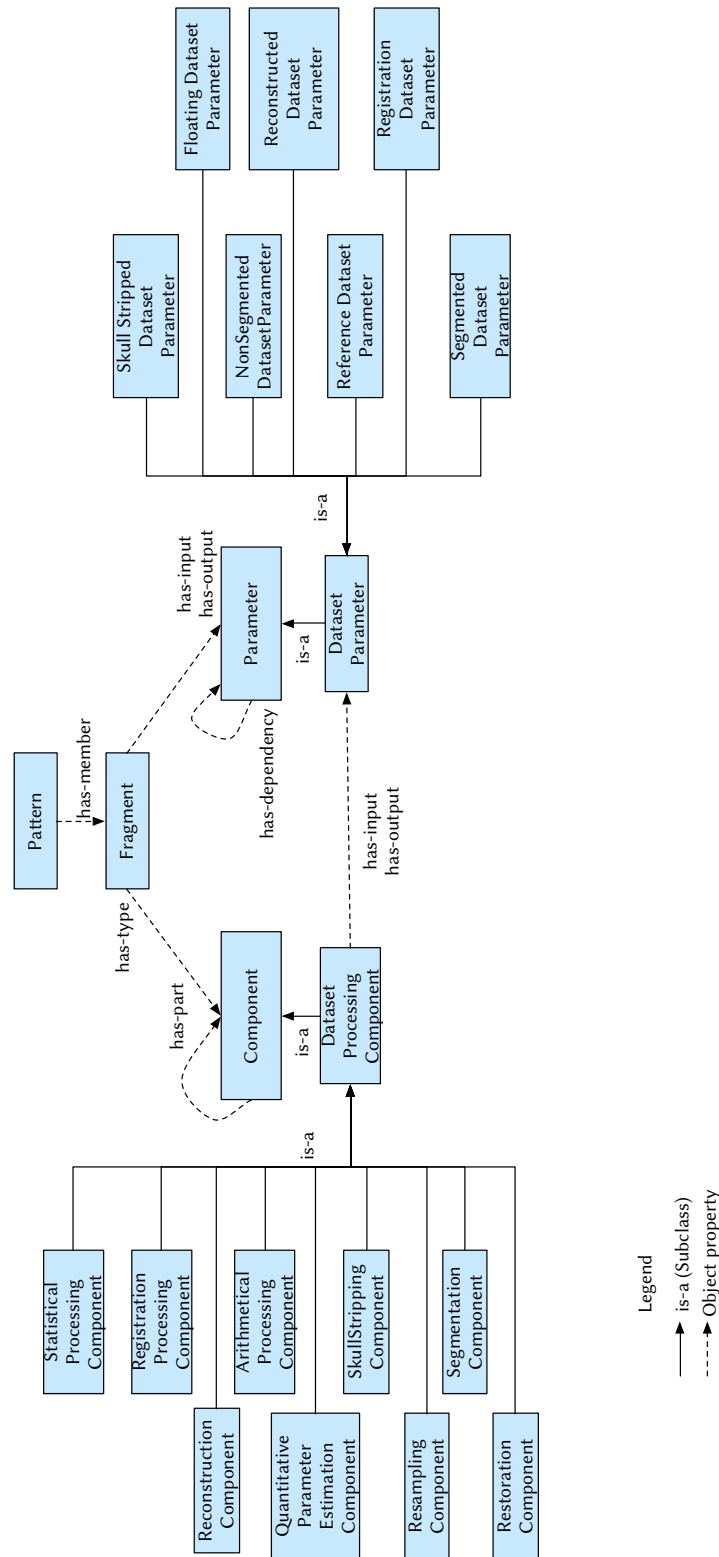 Pattern
has-member
Fragment
has-type
has-input
has-output
has-part
Component
Parameter
has-dependency
is-a
is-a
Dataset
Processing
Component
has-input
has-output
Dataset
Parameter
is-a
is-a
Statistical
Processing
Component
Registration
Processing
Component
Reconstruction
Component
Arithmetical
Processing
Component
Quantitative
Parameter
Estimation
Component
SkullStripping
Component
Resampling
Component
Segmentation
Component
Restoration
Component
Skull Stripped
Dataset
Parameter
Floating Dataset
Parameter
NonSegmented
DatasetParameter
Reconstructed
Dataset
Parameter
Reference Dataset
Parameter
Registration
Dataset
Parameter
Segmented
Dataset
Parameter
Legend
is-a (Subclass)
Object property